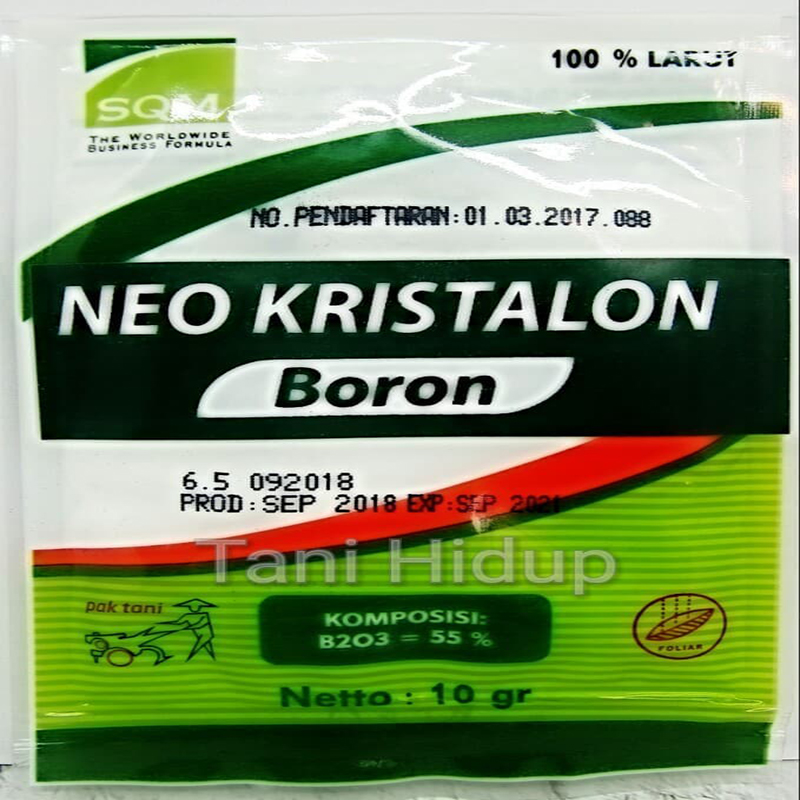 100 % LARUT
SQM
THE WORLDWIDE
BUSINESS FORMULA
NO.PENDAFTARAN:01.03.2017.088
NEO KRISTALON
Boron
6.5 092018
PROD:SEP 2018 EXP:SEP 2021
Tani Hidup
pak tani
KOMPOSISI:
B2O3 = 55 %
FOLIAR
Netto : 10 gr